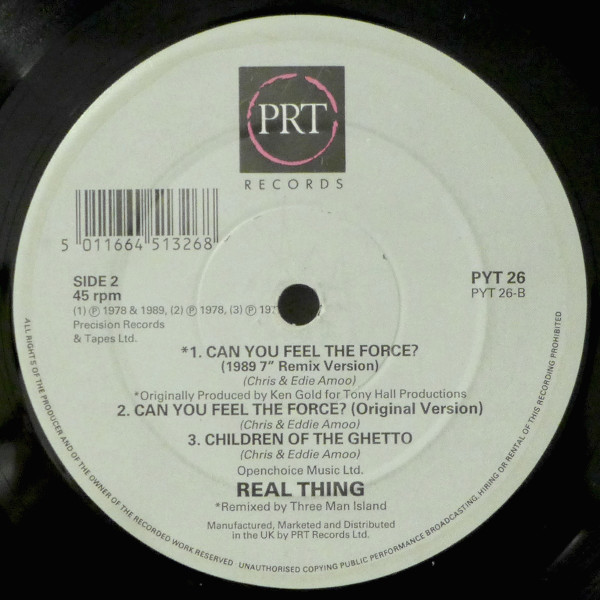 PRT
RECORDS
5 011664 513268
SIDE 2
45 rpm
(1) ℗ 1978 & 1989, (2) ℗ 1978, (3) ℗
Precision Records
& Tapes Ltd.
PYT 26
PYT 26-B
*1. CAN YOU FEEL THE FORCE?
(1989 7" Remix Version)
(Chris & Edie Amoo)
*Originally Produced by Ken Gold for Tony Hall Productions
2. CAN YOU FEEL THE FORCE? (Original Version)
(Chris & Eddie Amoo)
3. CHILDREN OF THE GHETTO
(Chris & Eddie Amoo)
Openchoice Music Ltd.
REAL THING
*Remixed by Three Man Island
Manufactured, Marketed and Distributed
in the UK by PRT Records Ltd.
ALL RIGHTS OF THE PRODUCER AND OF THE OWNER OF THE RECORDED WORK RESERVED · UNAUTHORISED COPYING PUBLIC PERFORMANCE BROADCASTING, HIRING OR RENTAL OF THIS RECORDING PROHIBITED